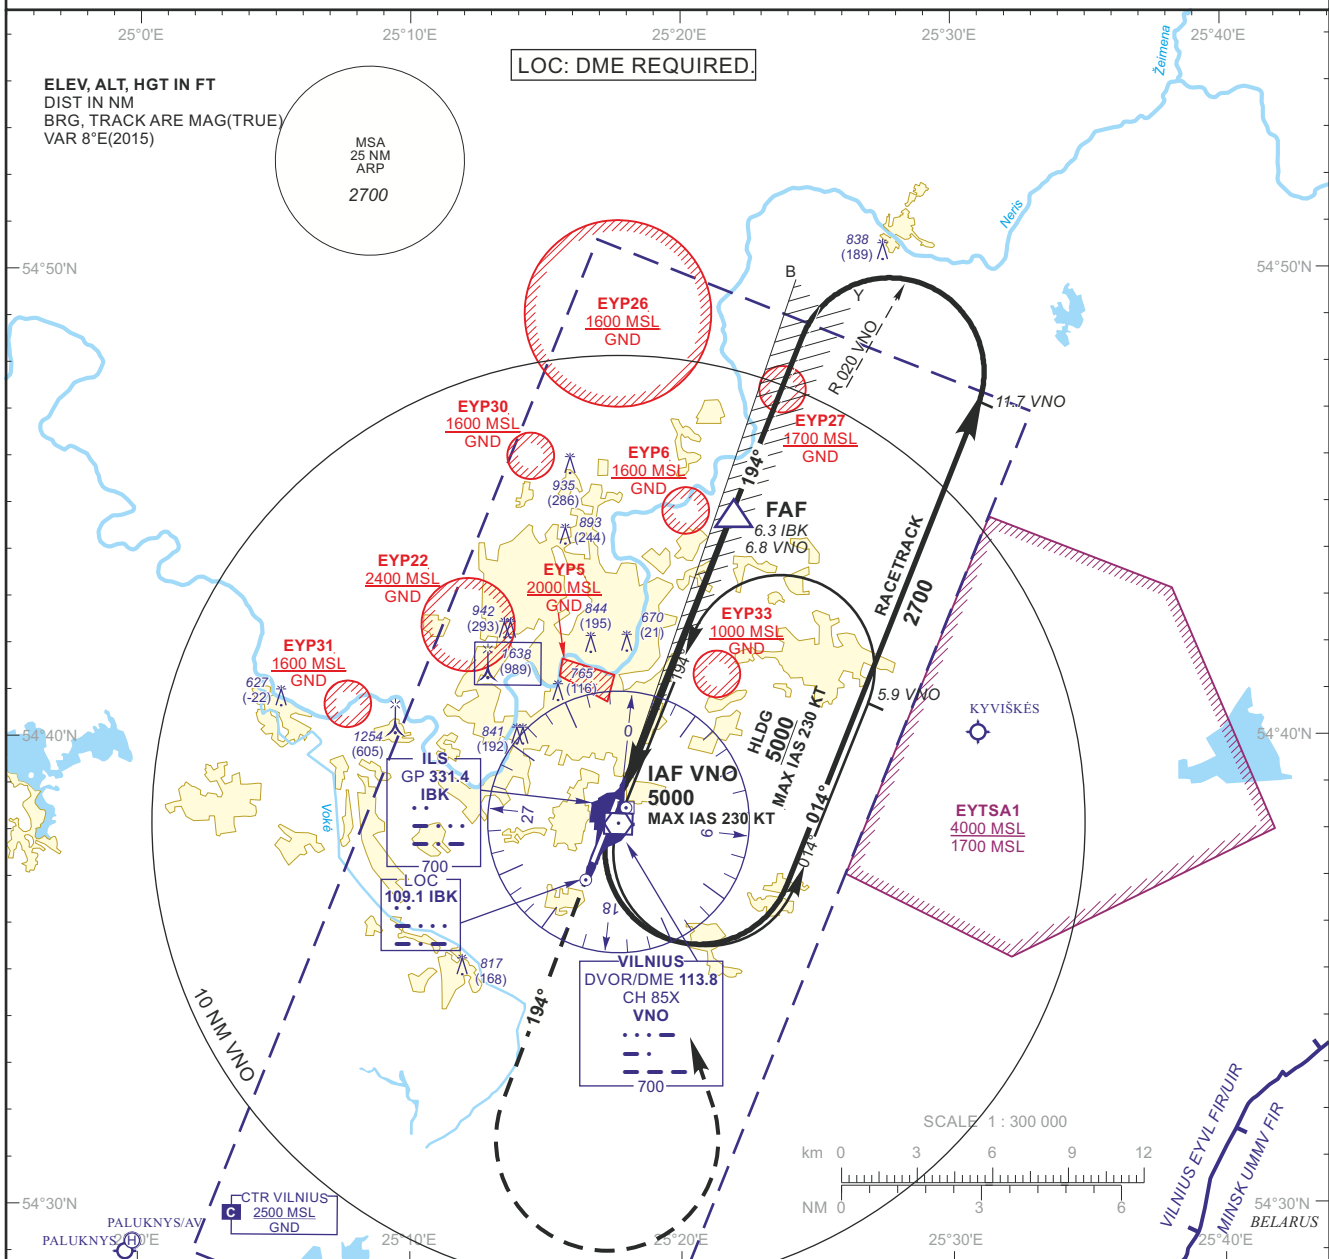 25°0'E
25°10'E
25°20'E
25°30'E
25°40'E
LOC: DME REQUIRED.
ELEV, ALT, HGT IN FT
DIST IN NM
BRG, TRACK ARE MAG(TRUE)
VAR 8°E(2015)
MSA
25 NM
ARP
2700
Žeimena
Neris
838
(189)
54°50'N
54°50'N
B
Y
R 020 VNO
EYP26
1600 MSL
GND
11.7 VNO
EYP30
1600 MSL
GND
EYP27
1700 MSL
GND
EYP6
1600 MSL
GND
194°
935
(286)
893
(244)
FAF
6.3 IBK
6.8 VNO
RACETRACK
2700
EYP22
2400 MSL
GND
EYP5
2000 MSL
GND
942
(293)
844
(195)
670
(21)
EYP33
1000 MSL
GND
EYP31
1600 MSL
GND
1638
(989)
765
(116)
194°
627
(-22)
5.9 VNO
KYVIŠKĖS
1254
(605)
841
(192)
54°40'N
54°40'N
HLDG
5000
MAX IAS 230 KT
0
6
18
27
ILS
GP 331.4
IBK
700
IAF VNO
5000
MAX IAS 230 KT
014°
014°
EYTSA1
4000 MSL
1700 MSL
Vokė
LOC
109.1 IBK
817
(168)
VILNIUS
DVOR/DME 113.8
CH 85X
VNO
700
194°
10 NM VNO
SCALE 1 : 300 000
km 0 3 6 9 12
NM 0 3 6
VILNIUS EYVL FIR/UIR
MINSK UMMV FIR
BELARUS
54°30'N
54°30'N
C
CTR VILNIUS
2500 MSL
GND
PALUKNYS/AV
H
PALUKNYS
25°0'E
25°10'E
25°20'E
25°30'E
25°40'E